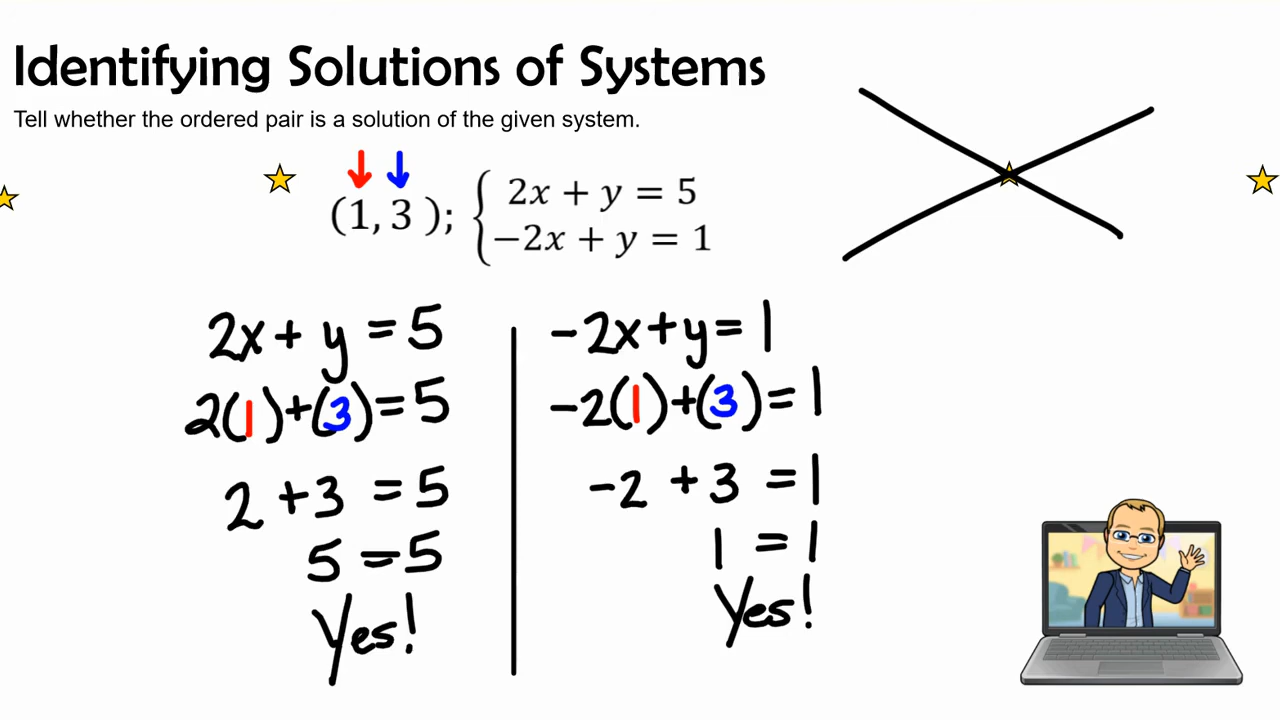 Identifying Solutions of Systems
Tell whether the ordered pair is a solution of the given system.
(1, 3 ); { 2x + y = 5
−2x + y = 1
2x + y = 5
2(1)+(3)=5
2 +3 =5
5 =5
Yes!
-2x+y=1
-2(1)+(3)=1
-2 +3 =1
1 =1
Yes!